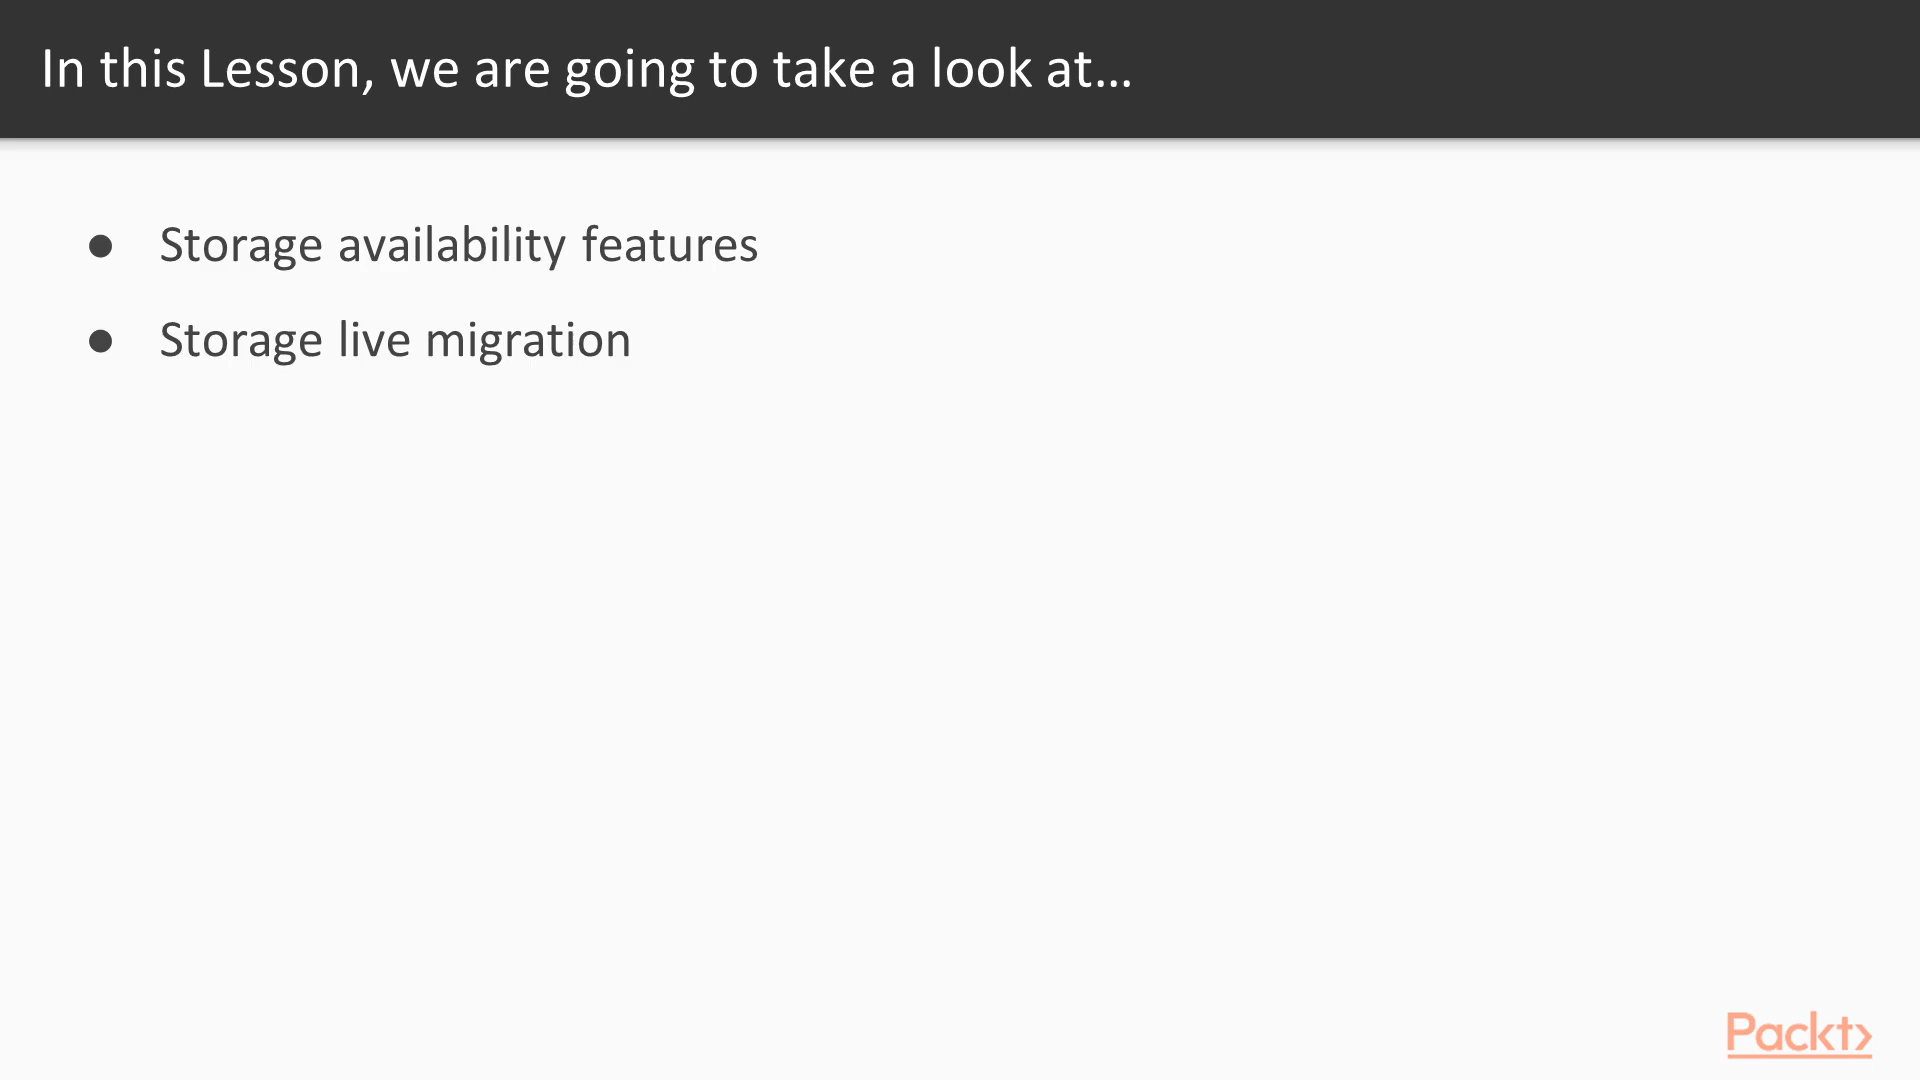 In this Lesson, we are going to take a look at...
● Storage availability features
● Storage live migration
Packt>